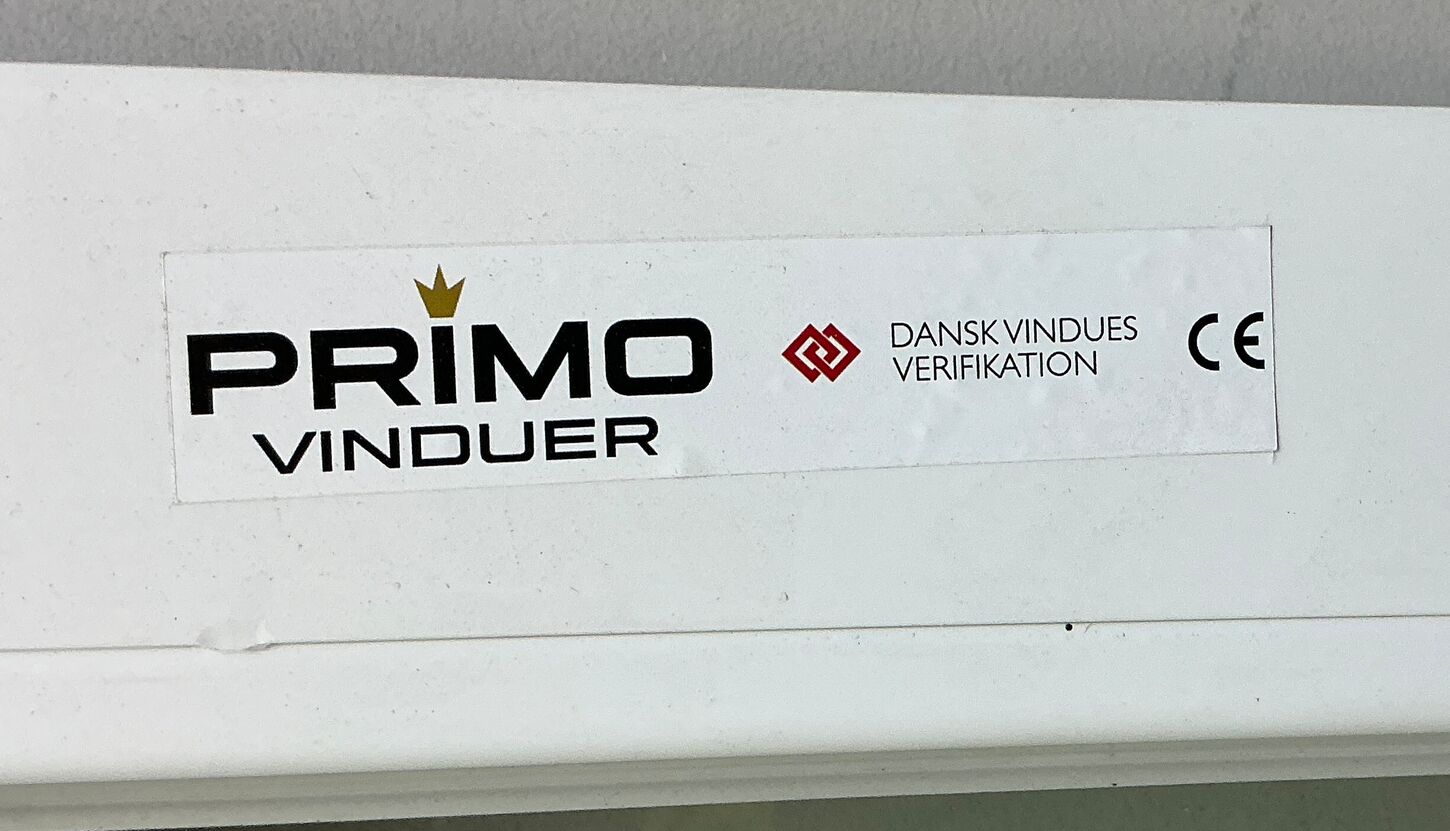 PRIMO
VINDUER
DANSK VINDUES
VERIFIKATION
CE